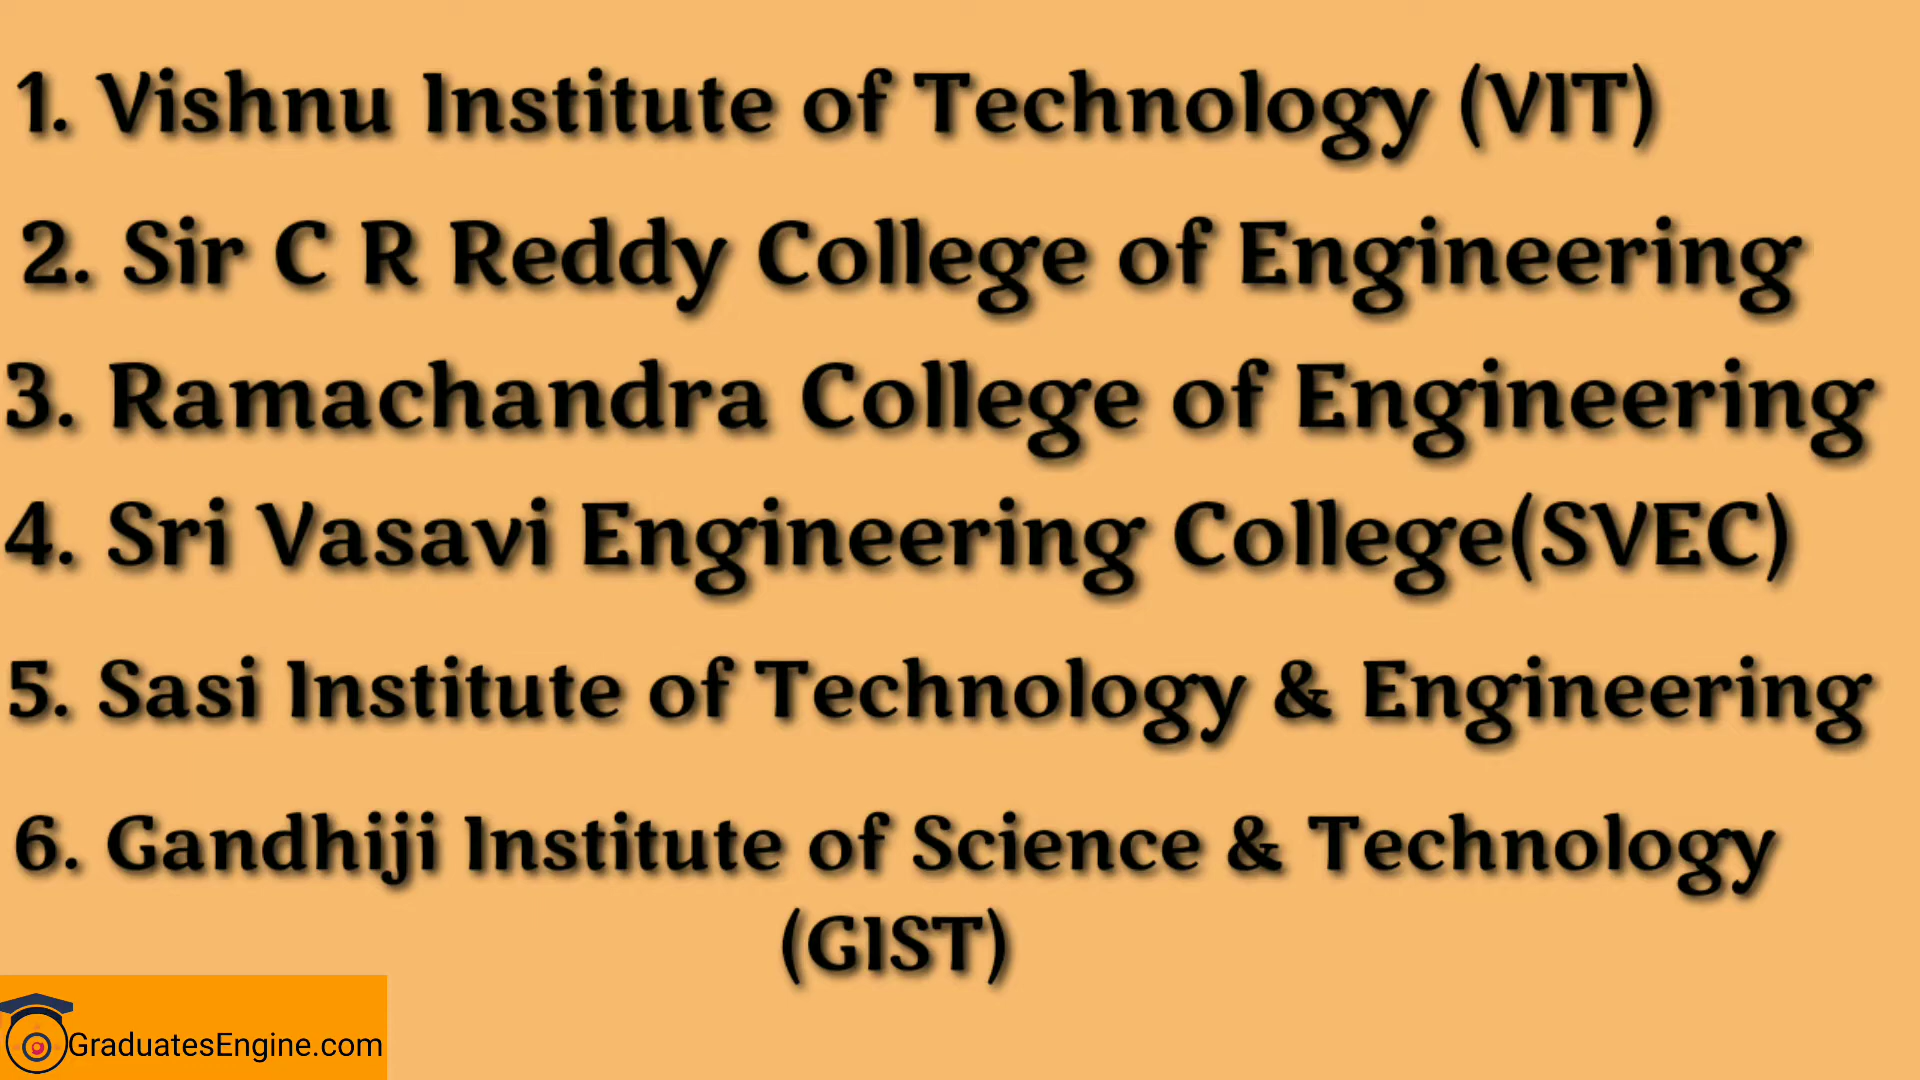 1. Vishnu Institute of Technology (VIT)
2. Sir C R Reddy College of Engineering
3. Ramachandra College of Engineering
4. Sri Vasavi Engineering College(SVEC)
5. Sasi Institute of Technology & Engineering
6. Gandhiji Institute of Science & Technology
(GIST)
GraduatesEngine.com